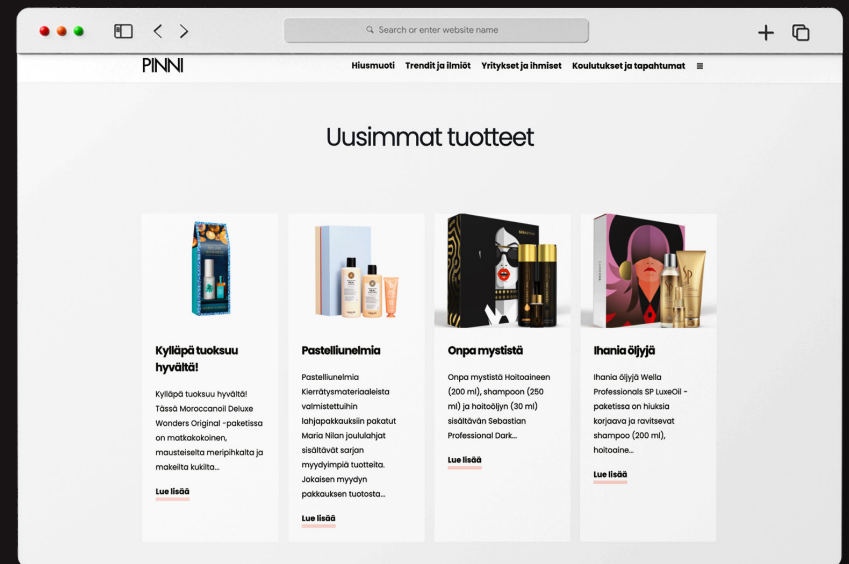 Search or enter website name
PINNI
Hiusmuoti Trendit ja ilmiöt Yritykset ja ihmiset Koulutukset ja tapahtumat
Uusimmat tuotteet
Kylläpä tuoksuu
hyvältä!
Kylläpä tuoksuu hyvältä!
Tässä Moroccanoil Deluxe
Wonders Original -paketissa
on matkakokoinen,
mausteiselta meripihkalta ja
makeilta kukilta...
Lue lisää
Pastelliunelmia
Pastelliunelmia
Kierrätysmateriaaleista
valmistettuihin
lahjapakkauksiin pakatut
Maria Nilan joululahjat
sisältävät sarjan
myydyimpiä tuotteita.
Jokaisen myydyn
pakkauksen tuotosta...
Lue lisää
Onpa mystistä
Onpa mystistä Hoitoaineen
(200 ml), shampoon (250
ml) ja hoitoöljyn (30 ml)
sisältävän Sebastian
Professional Dark...
Lue lisää
SP
Ihania öljyjä
Ihania öljyjä Wella
Professionals SP LuxeOil -
paketissa on hiuksia
korjaava ja ravitsevat
shampoo (200 ml),
hoitoaine...
Lue lisää